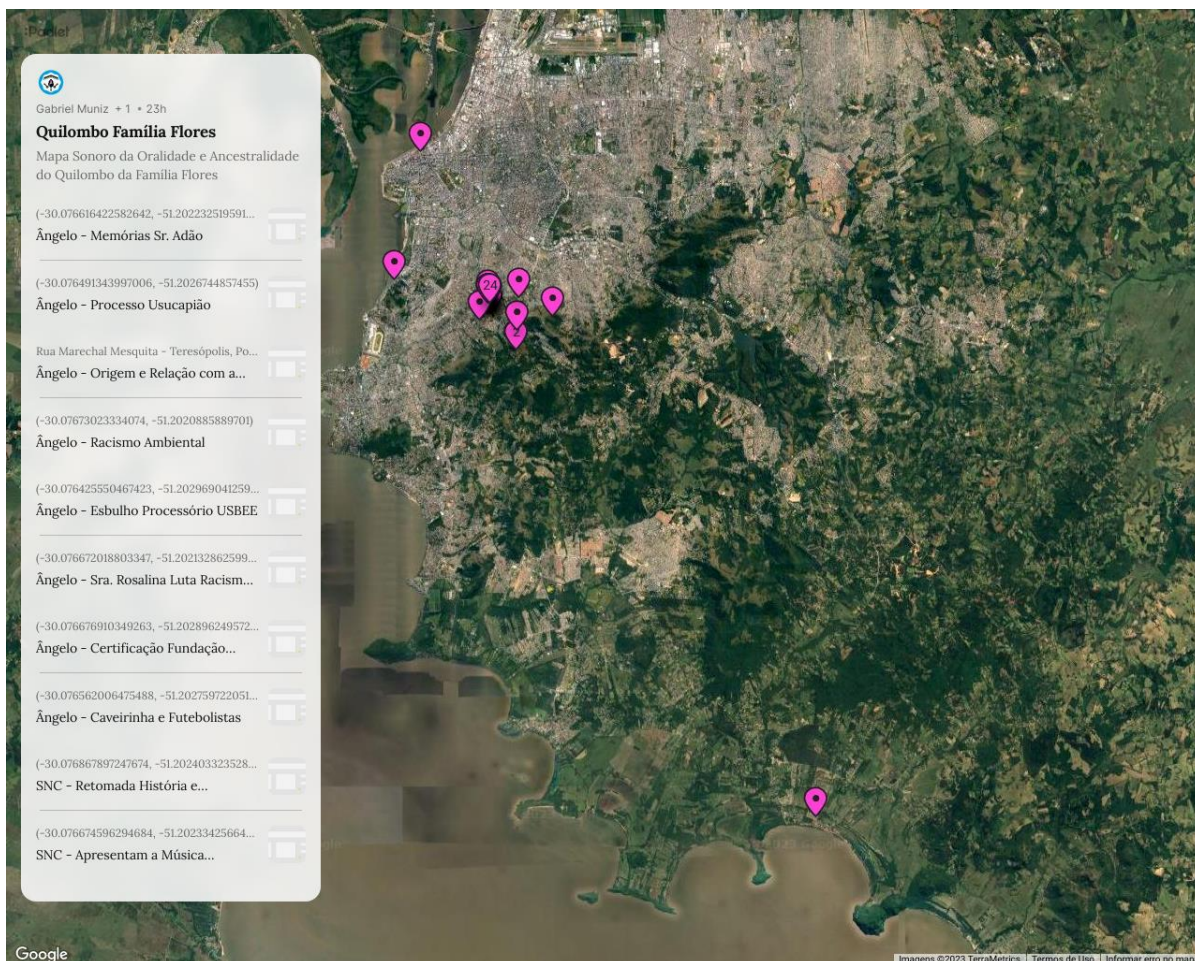 :Padlet
Gabriel Muniz + 1 • 23h
Quilombo Família Flores
Mapa Sonoro da Oralidade e Ancestralidade
do Quilombo da Família Flores
(-30.076616422582642, -51.202232519591...
Ângelo - Memórias Sr. Adão
(-30.076491343997006, -51.2026744857455)
Ângelo - Processo Usucapião
Rua Marechal Mesquita - Teresópolis, Po...
Ângelo - Origem e Relação com a...
(-30.07673023334074, -51.2020885889701)
Ângelo - Racismo Ambiental
(-30.076425550467423, -51.202969041259...
Ângelo - Esbulho Processório USBEE
(-30.076672018803347, -51.202132862599...
Ângelo - Sra. Rosalina Luta Racism...
(-30.076676910349263, -51.202896249572...
Ângelo - Certificação Fundação...
(-30.076562006475488, -51.202759722051...
Ângelo - Caveirinha e Futebolistas
(-30.076867897247674, -51.202403323528...
SNC - Retomada História e...
(-30.076674596294684, -51.20233425664...
SNC - Apresentam a Música...
24
2
Google
Imagens ©2023 TerraMetrics
Termos de Uso
Informar erro no map